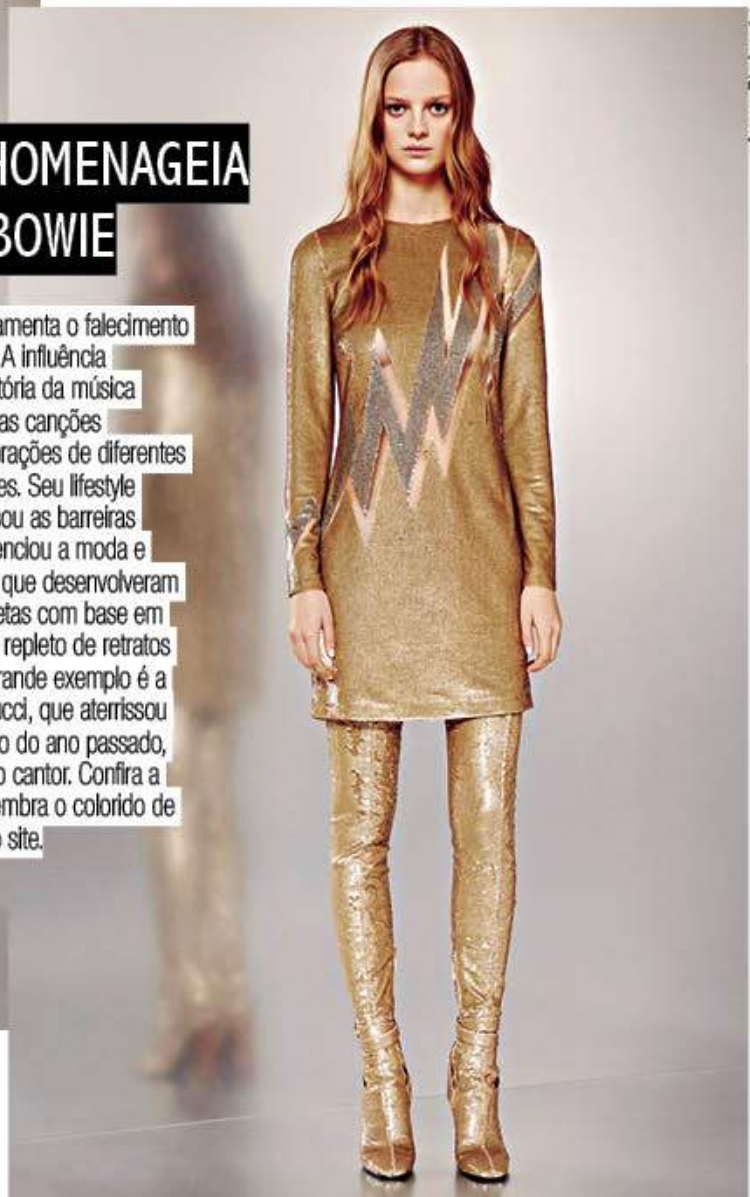 HOMENAGEIA
BOWIE
amenta o falecimento
A influência
tória da música
as canções
rações de diferentes
es. Seu lifestyle
ou as barreiras
enciou a moda e
que desenvolveram
etas com base em
repleto de retratos
rande exemplo é a
ucci, que aterrissou
o do ano passado,
o cantor. Confira a
embra o colorido de
o site.